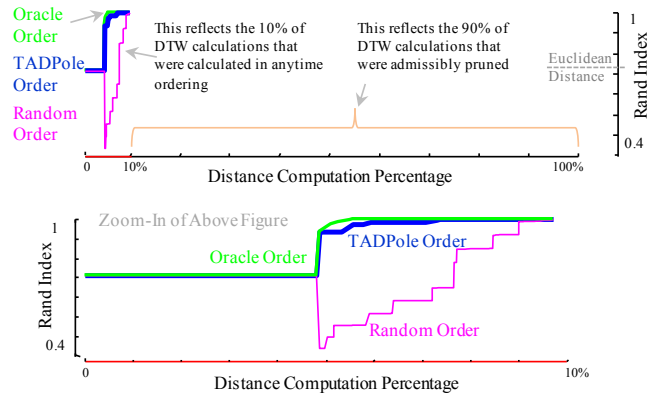 Oracle
Order
TADPole
Order
Random
Order
This reflects the 10% of
DTW calculations that
were calculated in anytime
ordering
This reflects the 90% of
DTW calculations that
were admissibly pruned
Euclidean
Distance
1
Rand Index
0.4
0
10%
100%
Distance Computation Percentage
Zoom-In of Above Figure
1
Rand Index
0.4
Oracle Order
TADPole Order
Random Order
0
10%
Distance Computation Percentage